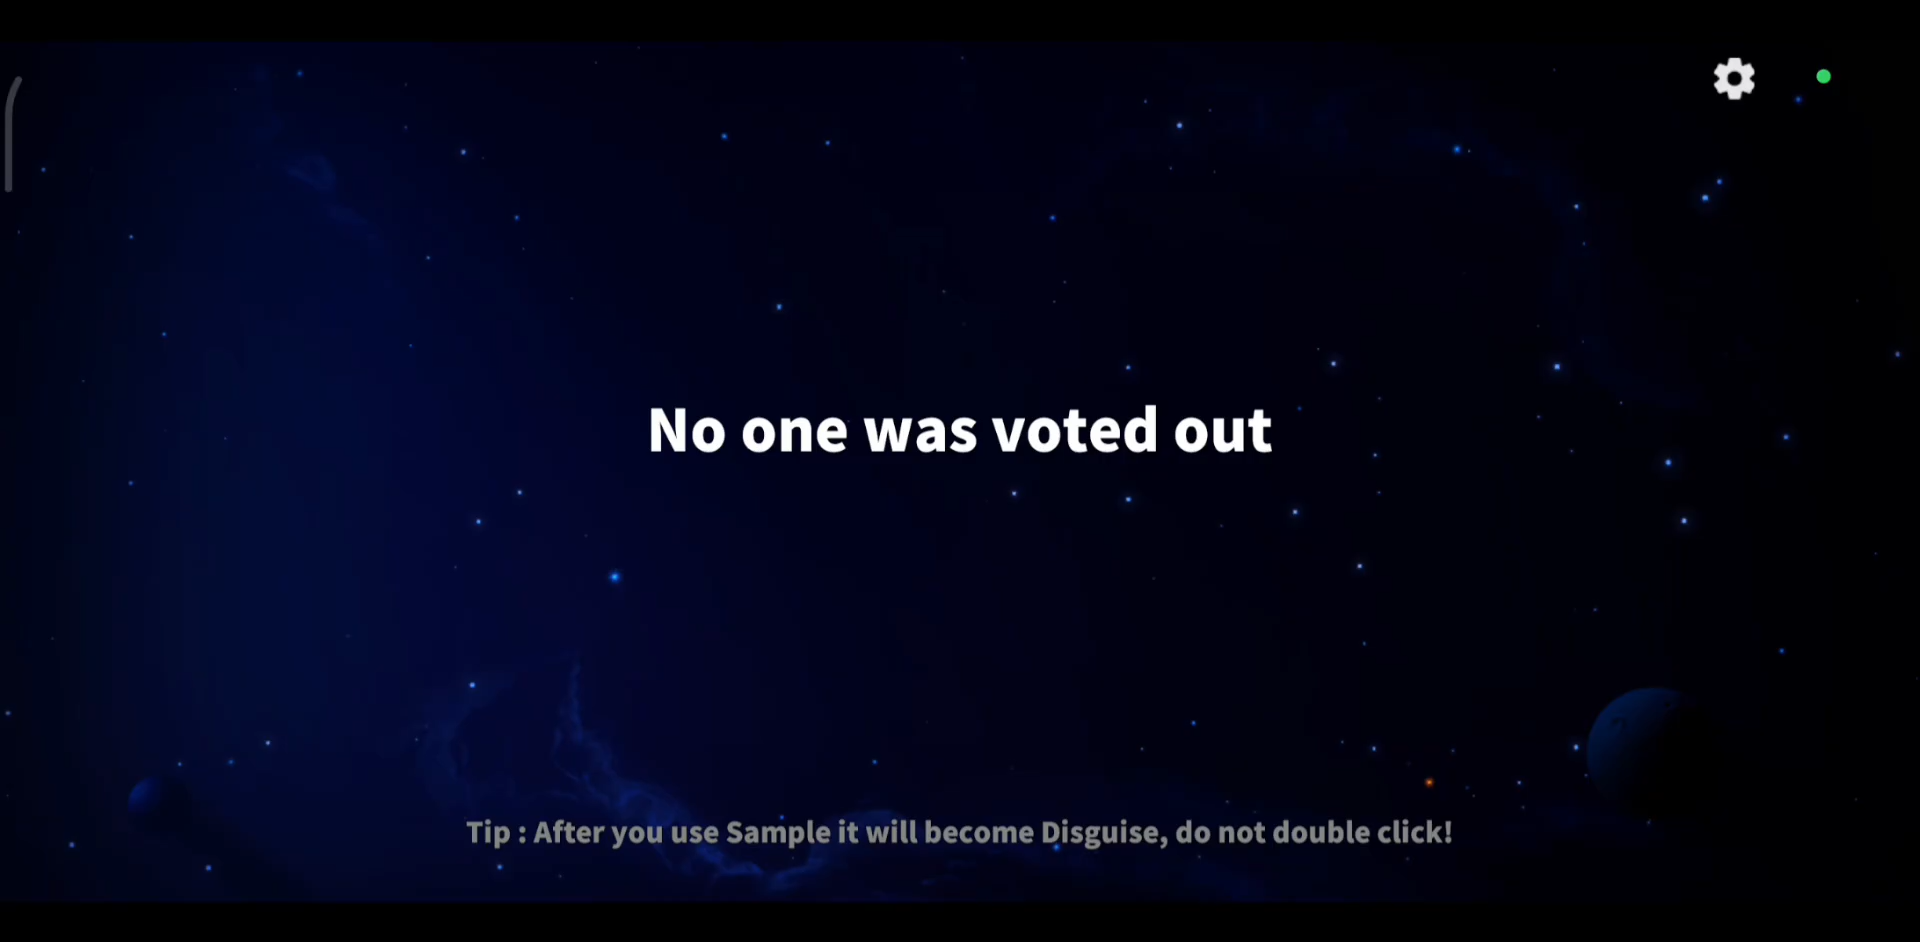 No one was voted out
Tip : After you use Sample it will become Disguise, do not double click!